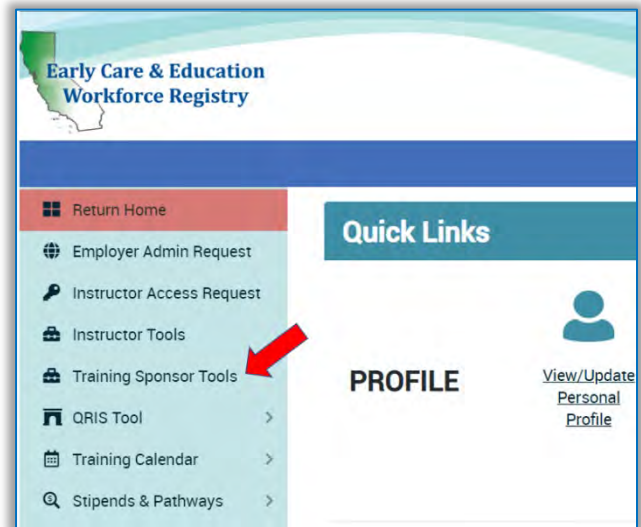 Early Care & Education
Workforce Registry
Return Home
Employer Admin Request
Instructor Access Request
Instructor Tools
Training Sponsor Tools
QRIS Tool
Training Calendar
Stipends & Pathways
Quick Links
PROFILE
View/Update
Personal
Profile